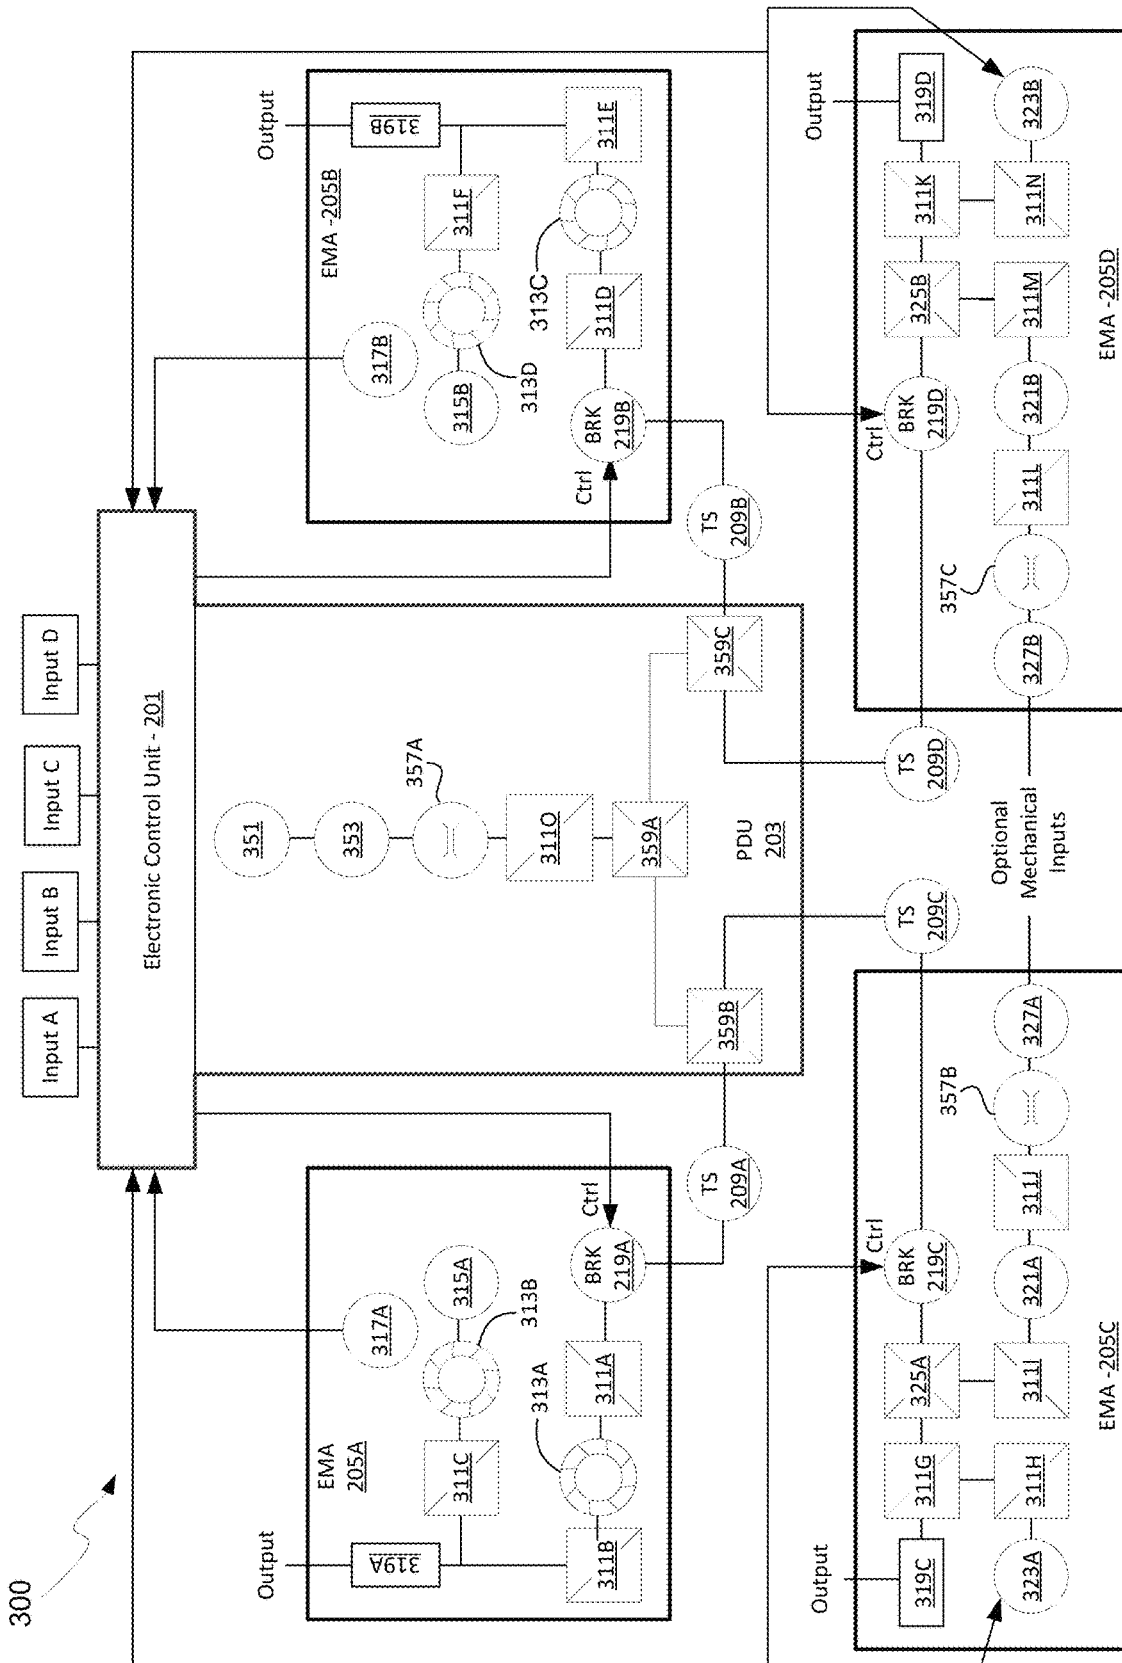 300
Input A
Input B
Input C
Input D
Electronic Control Unit - 201
Output
319A
EMA
205A
311C
313B
315A
317A
311B
313A
311A
BRK
219A
Ctrl
TS
209A
351
353
357A
311O
359A
359B
359C
PDU
203
Output
319B
EMA -205B
317B
315B
313D
311F
311E
313C
311D
BRK
219B
Ctrl
TS
209B
TS
209C
TS
209D
Output
319C
311G
325A
BRK
219C
Ctrl
323A
311H
311I
321A
311J
357B
327A
EMA -205C
Optional
Mechanical
Inputs
Output
319D
311K
325B
BRK
219D
Ctrl
327B
357C
311L
321B
311M
311N
323B
EMA -205D